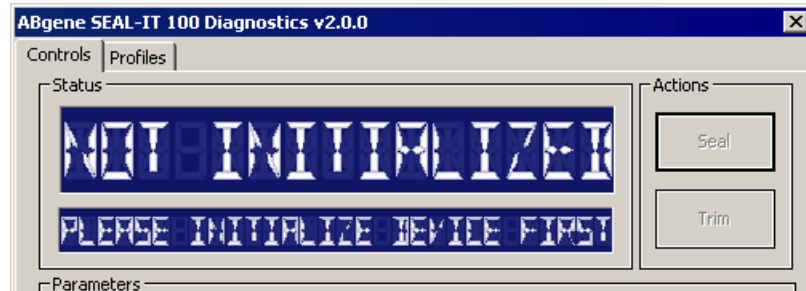 ABgene SEAL-IT 100 Diagnostics v2.0.0
Controls Profiles
Status
NOT INITIALIZED
PLEASE INITIALIZE DEVICE FIRST
Actions
Seal
Trim
Parameters